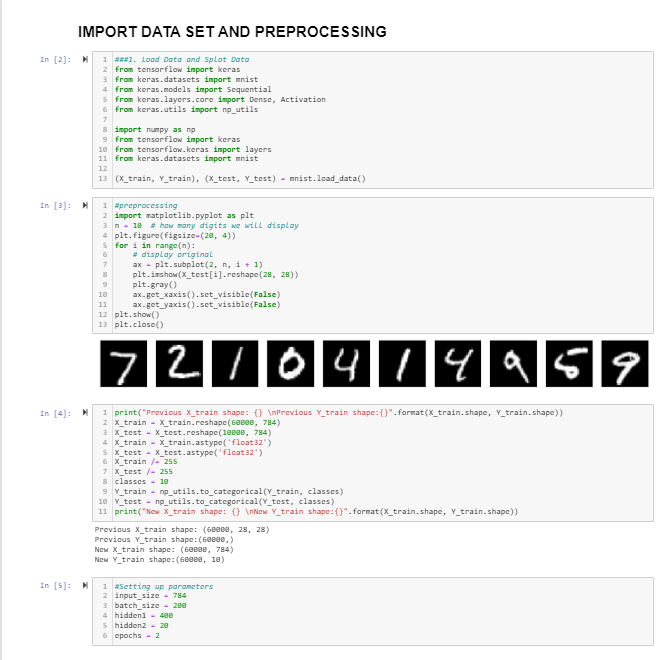 IMPORT DATA SET AND PREPROCESSING
In [2]:
1 ###1. Load Data and Splot Data
2 from tensorflow import keras
3 from keras.datasets import mnist
4 from keras.models import Sequential
5 from keras.layers.core import Dense, Activation
6 from keras.utils import np_utils
7
8 import numpy as np
9 from tensorflow import keras
10 from tensorflow.keras import layers
11 from keras.datasets import mnist
12
13 (X_train, Y_train), (X_test, Y_test) = mnist.load_data()
In [3]:
1 #preprocessing
2 import matplotlib.pyplot as plt
3 n = 10  # how many digits we will display
4 plt.figure(figsize=(20, 4))
5 for i in range(n):
6     # display original
7     ax = plt.subplot(2, n, i + 1)
8     plt.imshow(X_test[i].reshape(28, 28))
9     plt.gray()
10     ax.get_xaxis().set_visible(False)
11     ax.get_yaxis().set_visible(False)
12 plt.show()
13 plt.close()
7 2 1 0 4 1 4 9 5 9
In [4]:
1 print("Previous X_train shape: {} \nPrevious Y_train shape:{}".format(X_train.shape, Y_train.shape))
2 X_train = X_train.reshape(60000, 784)
3 X_test = X_test.reshape(10000, 784)
4 X_train = X_train.astype('float32')
5 X_test = X_test.astype('float32')
6 X_train /= 255
7 X_test /= 255
8 classes = 10
9 Y_train = np_utils.to_categorical(Y_train, classes)
10 Y_test = np_utils.to_categorical(Y_test, classes)
11 print("New X_train shape: {} \nNew Y_train shape:{}".format(X_train.shape, Y_train.shape))
Previous X_train shape: (60000, 28, 28)
Previous Y_train shape:(60000,)
New X_train shape: (60000, 784)
New Y_train shape:(60000, 10)
In [5]:
1 #Setting up parameters
2 input_size = 784
3 batch_size = 200
4 hidden1 = 400
5 hidden2 = 20
6 epochs = 2